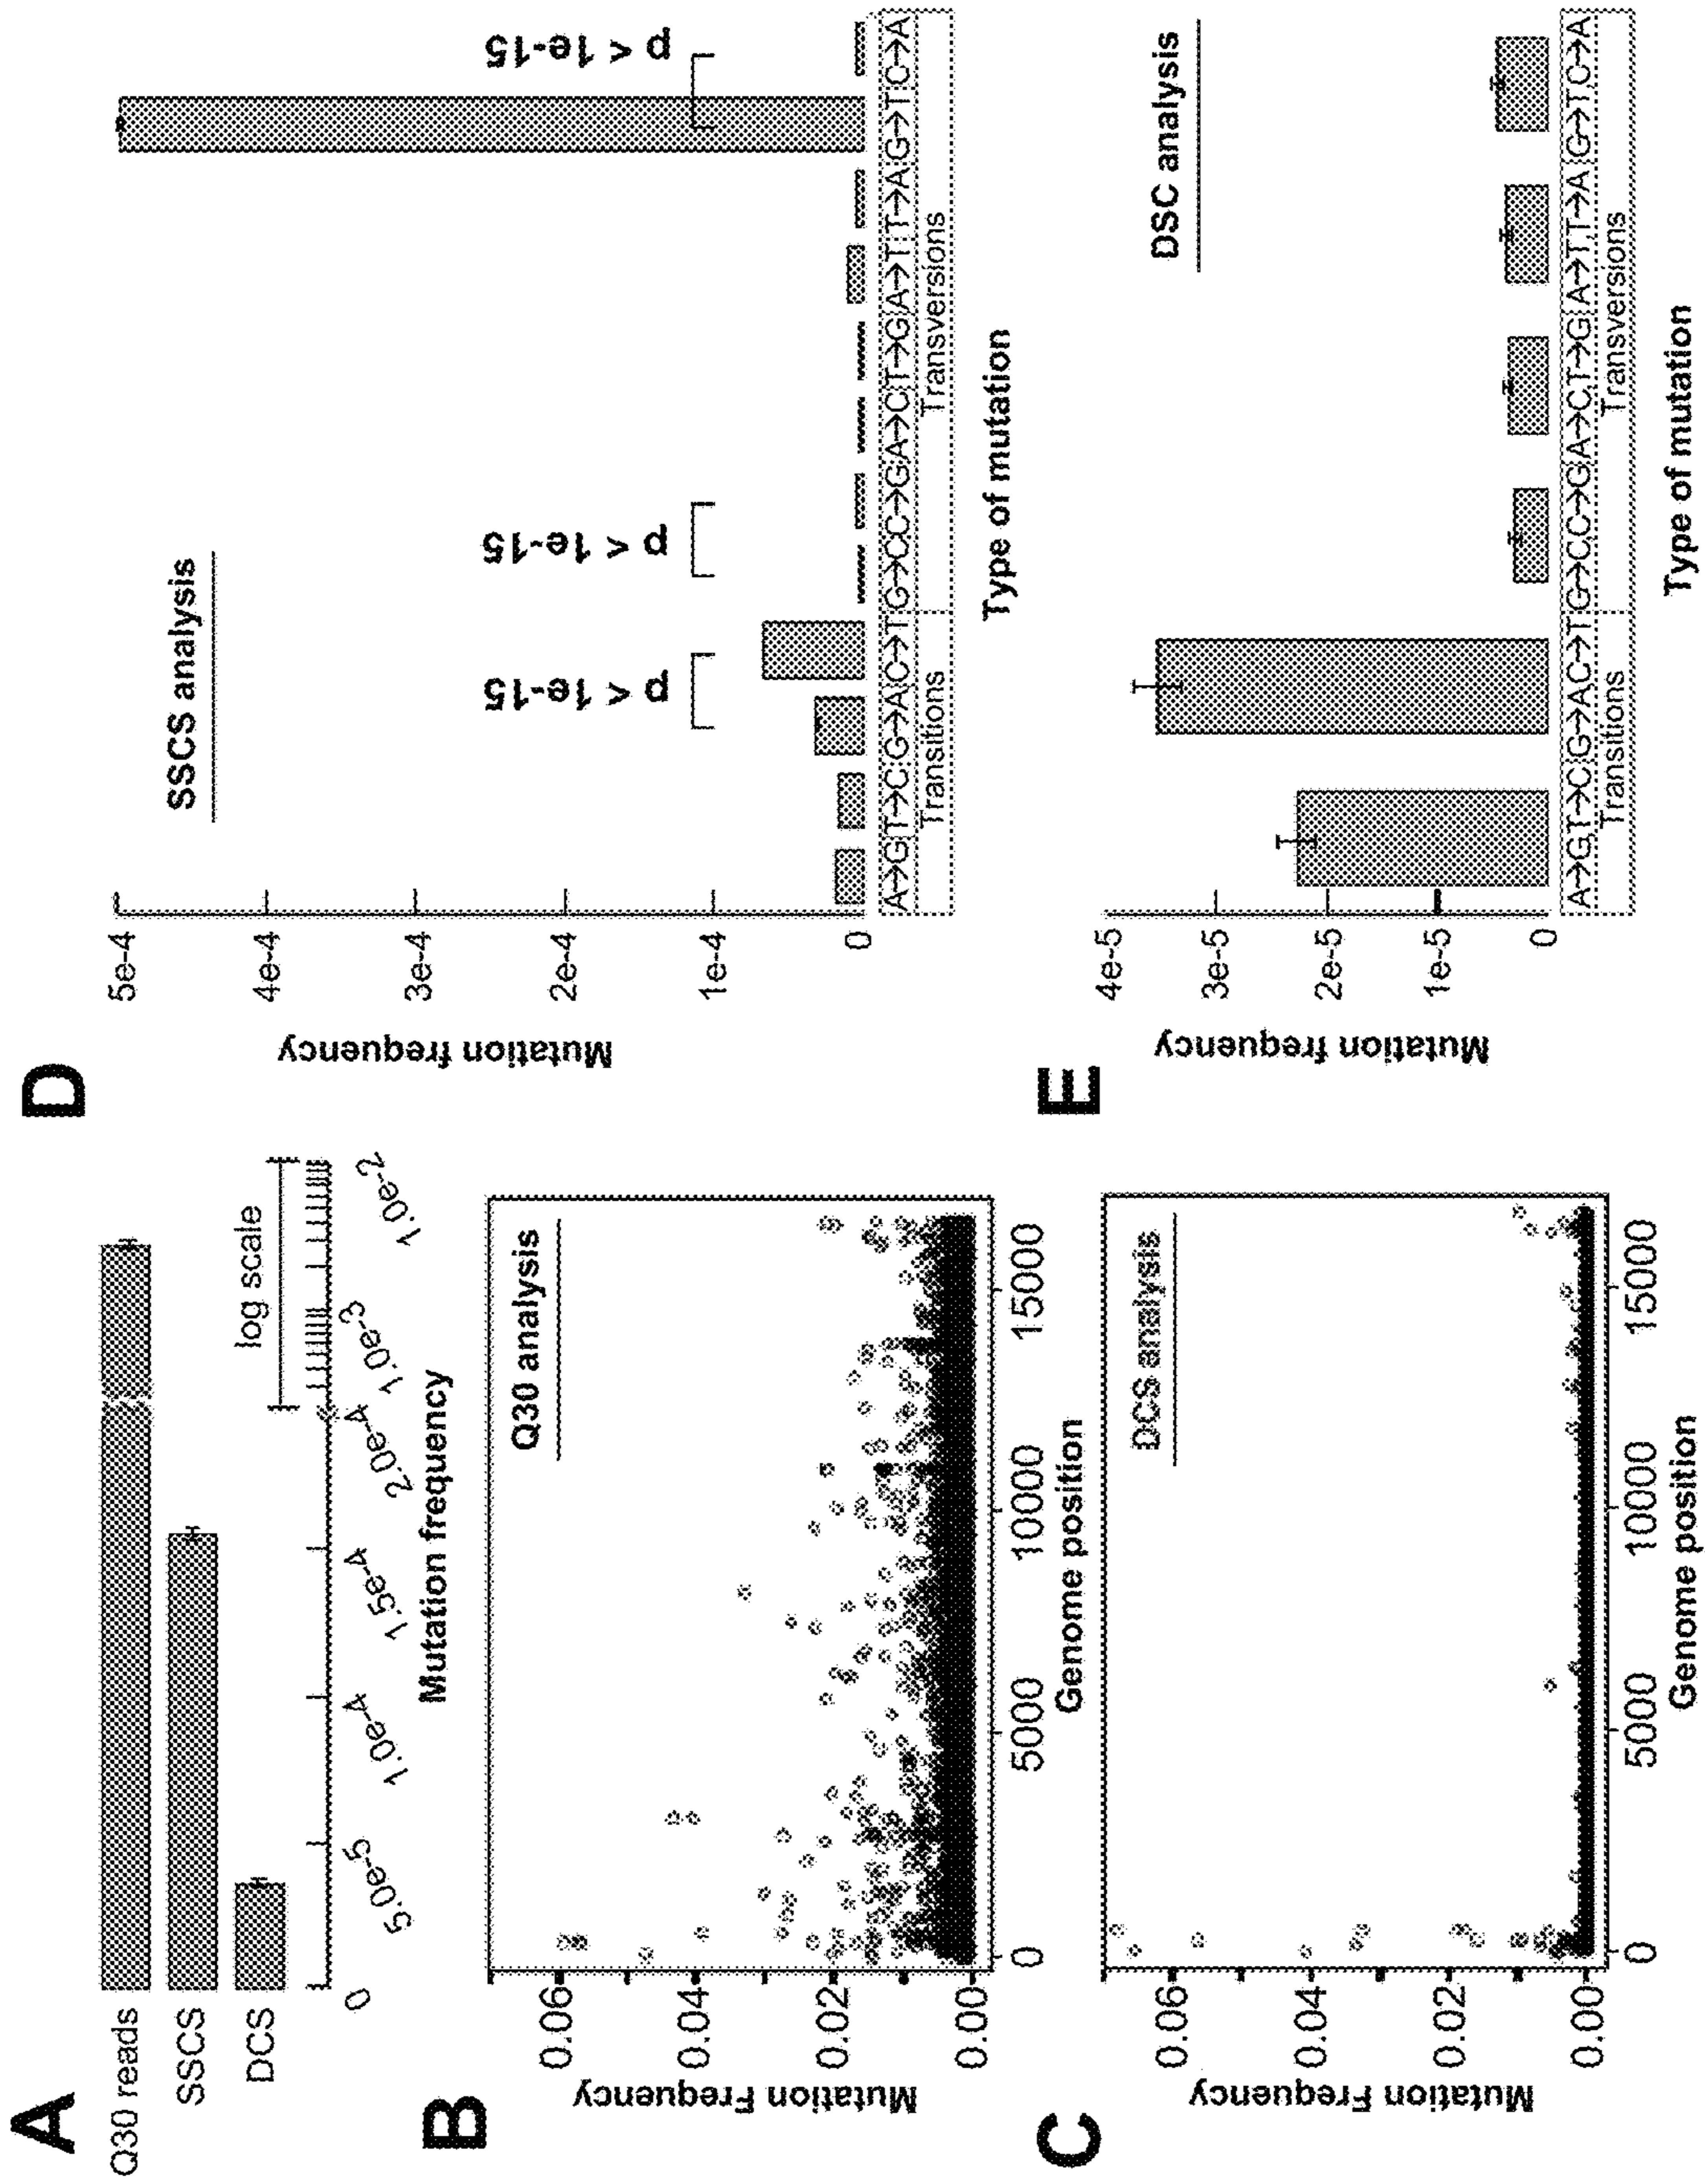 A
Q30 reads
SSCS
DCS
log scale
0
5.0e-5
1.0e-4
1.5e-4
2.0e-4
1.0e-3
1.0e-2
Mutation frequency
B
Q30 analysis
Mutation Frequency
0.06
0.04
0.02
0.00
0
5000
10000
15000
Genome position
C
DCS analysis
Mutation Frequency
0.06
0.04
0.02
0.00
0
5000
10000
15000
Genome position
D
SSCS analysis
Mutation frequency
5e-4
4e-4
3e-4
2e-4
1e-4
0
p < 1e-15
p < 1e-15
p < 1e-15
A→G T→C G→A C→T G→C C→G A→C T→G A→T T→A G→T C→A
Transitions Transversions
Type of mutation
E
DSC analysis
Mutation frequency
4e-5
3e-5
2e-5
1e-5
0
A→G T→C G→A C→T G→C C→G A→C T→G A→T T→A G→T C→A
Transitions Transversions
Type of mutation